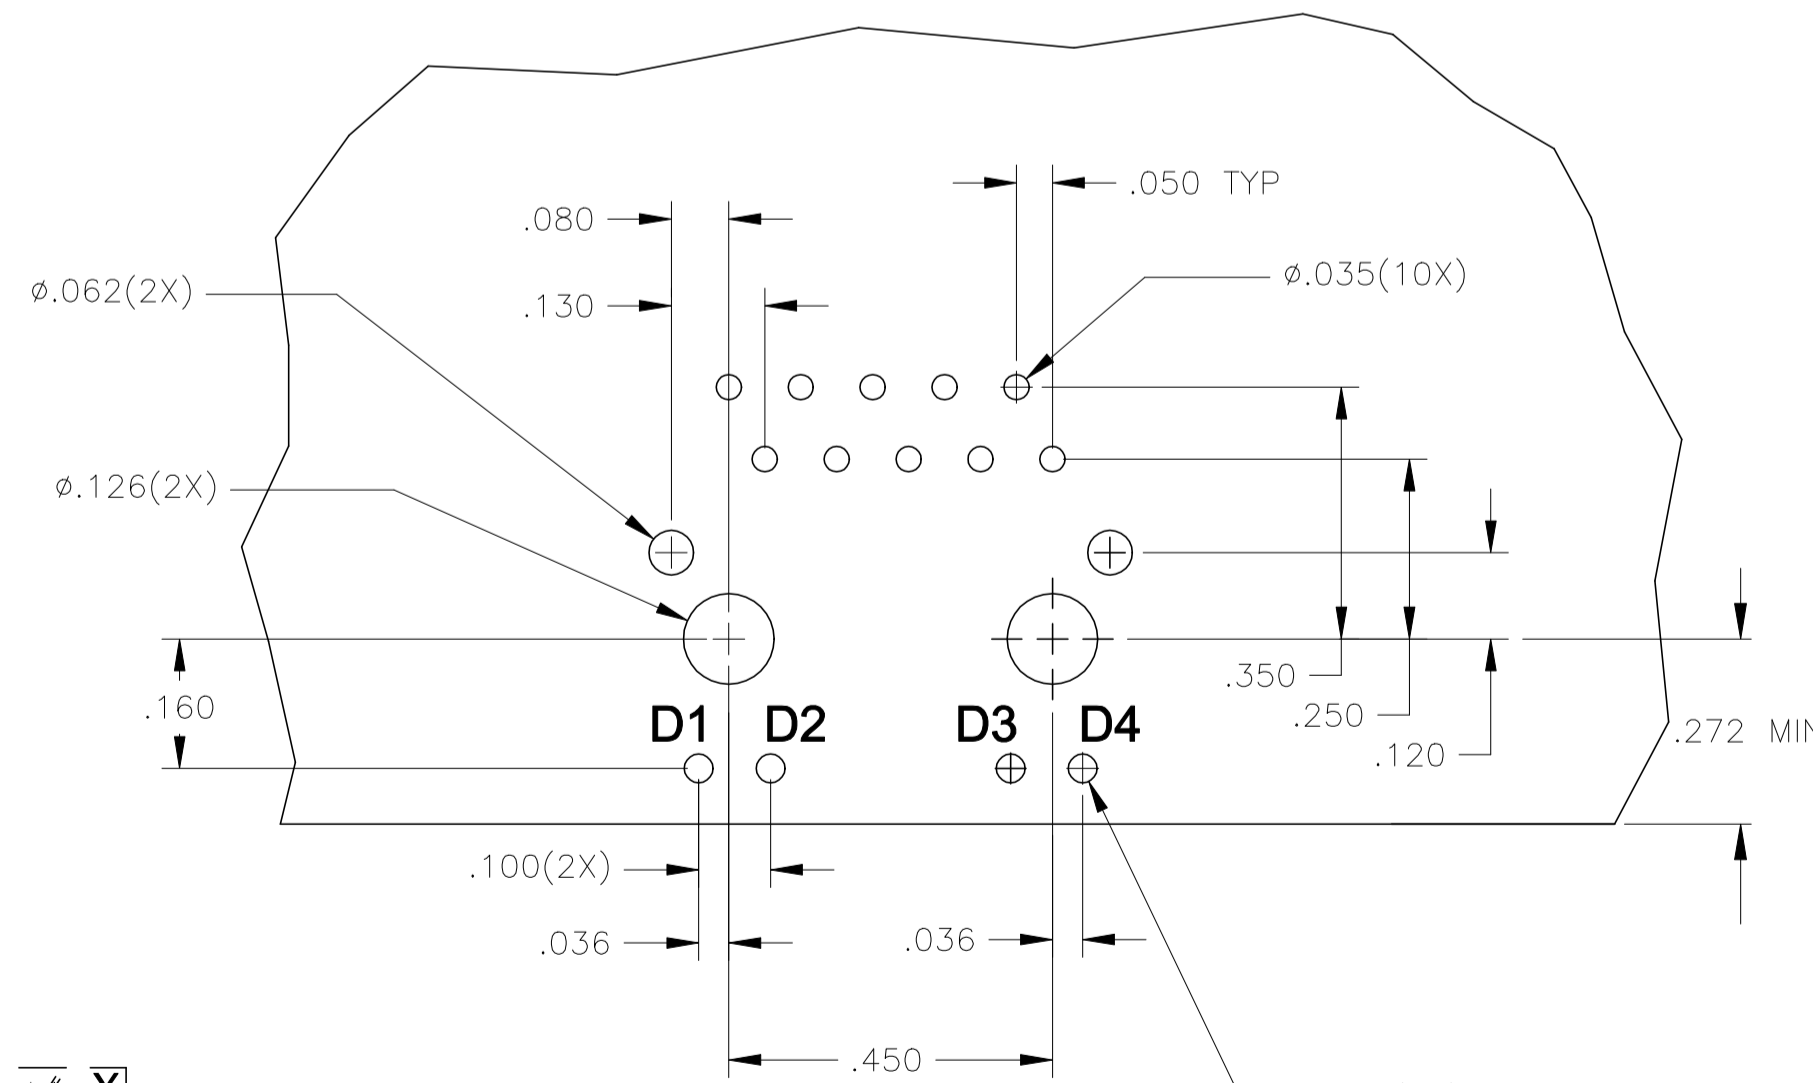 .050 TYP
.080
ø.035(10X)
ø.062(2X)
.130
ø.126(2X)
.350
.160
.250
D1 D2 D3 D4
.272
.120
.100(2X)
.036
.036
.450
X